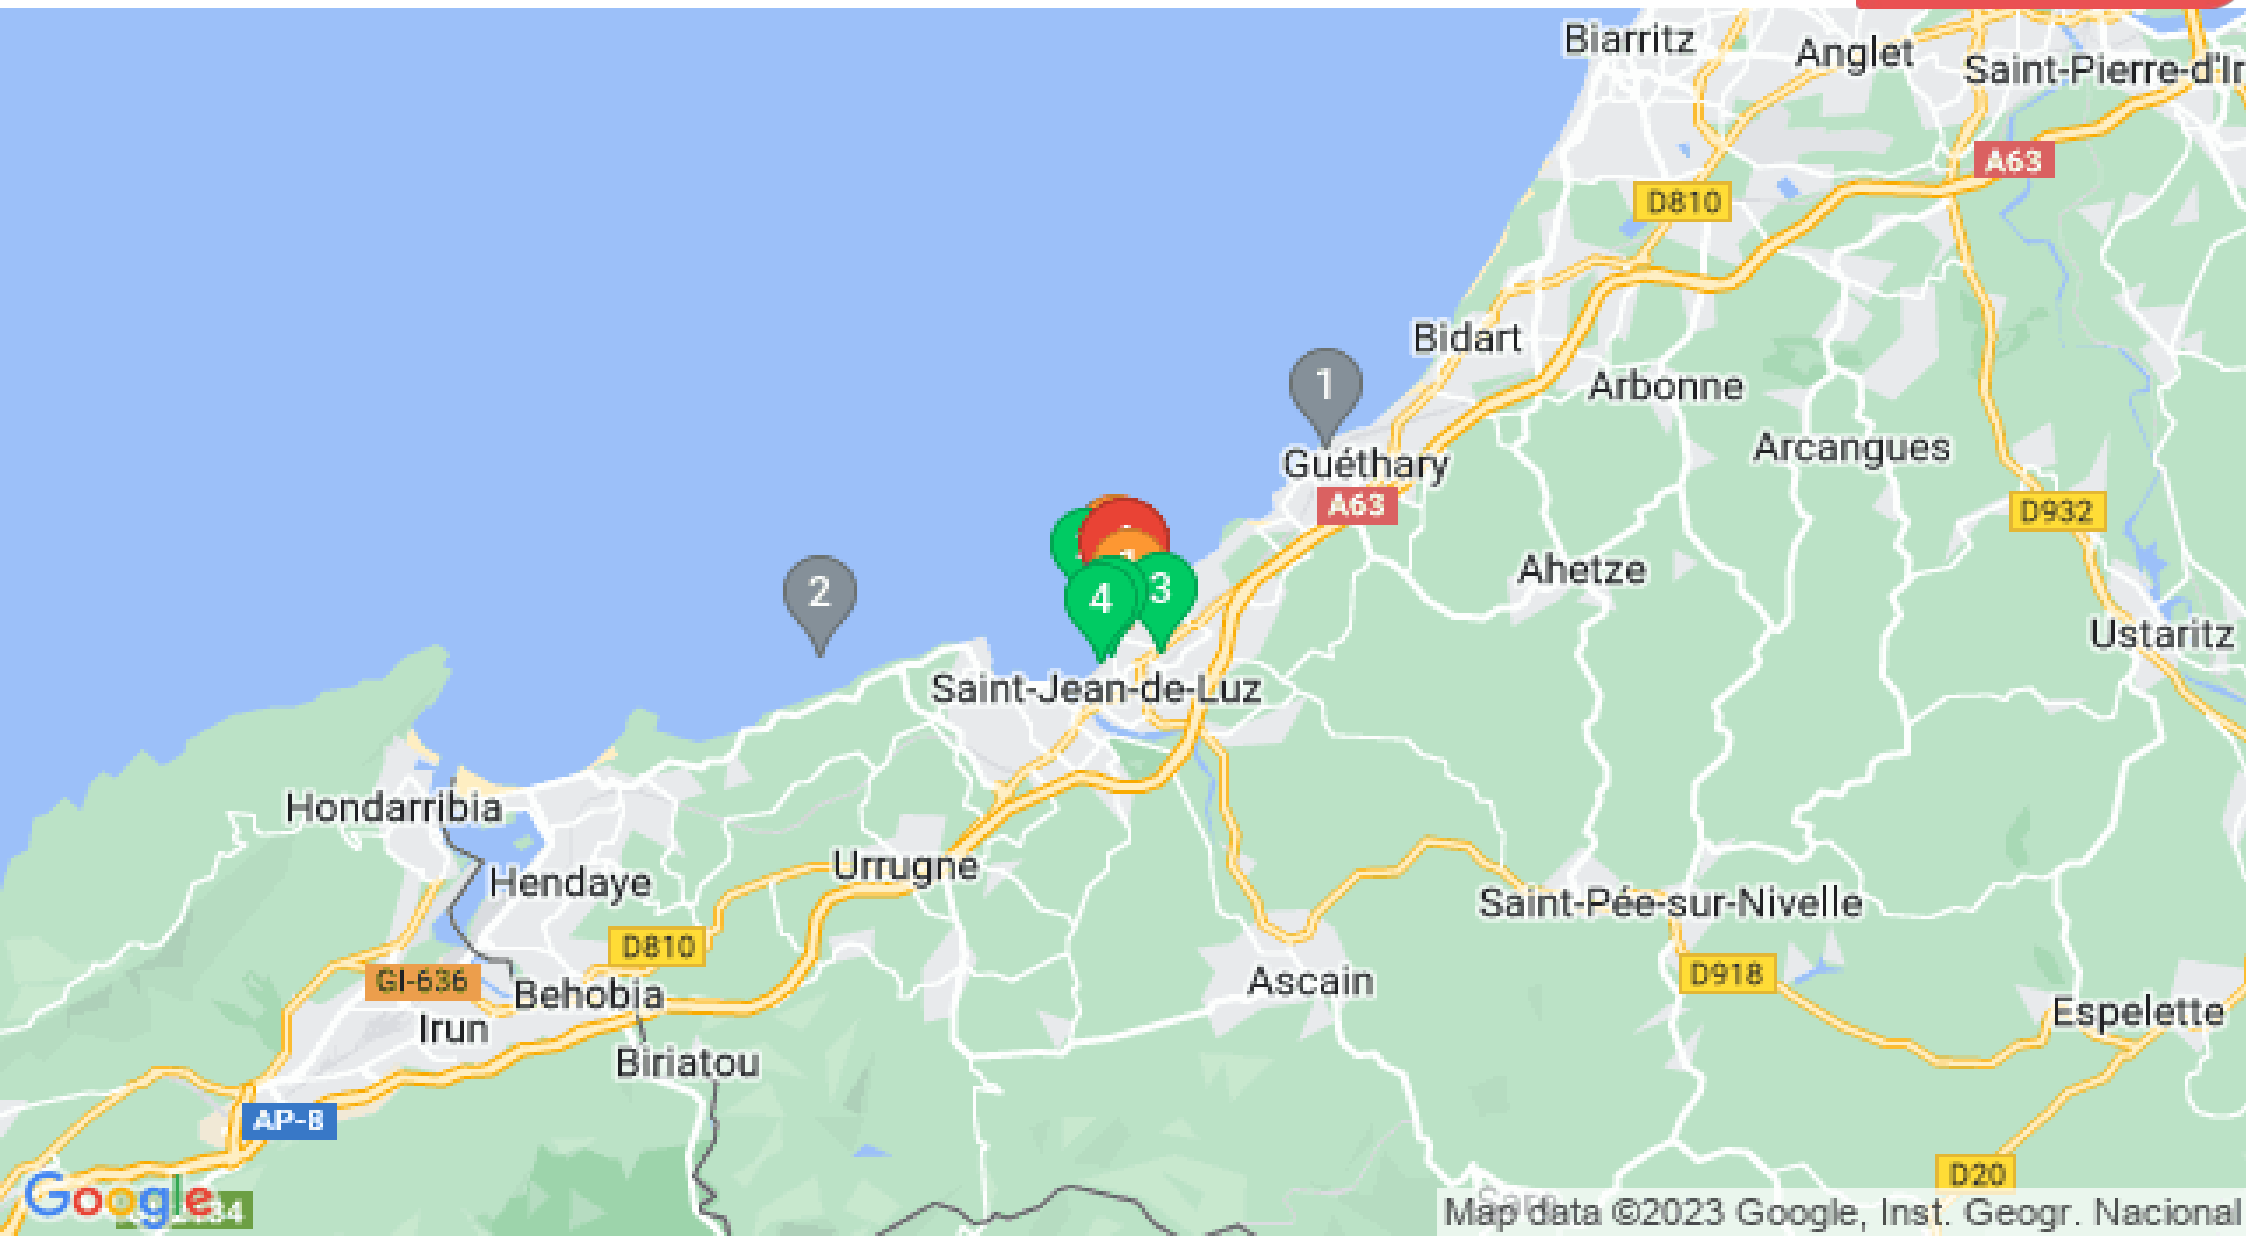 Biarritz
Anglet
Saint-Pierre-d'Ir
A63
D810
Bidart
1
Arbonne
Arcangues
Guéthary
A63
D932
Ahetze
3
2
4
Ustaritz
Saint-Jean-de-Luz
Hondarribia
Urrugne
Hendaye
Saint-Pée-sur-Nivelle
D810
D918
GI-636
Ascain
Behobia
Espelette
Irun
Biriatou
AP-8
D20
Google
Map data ©2023 Google, Inst. Geogr. Nacional